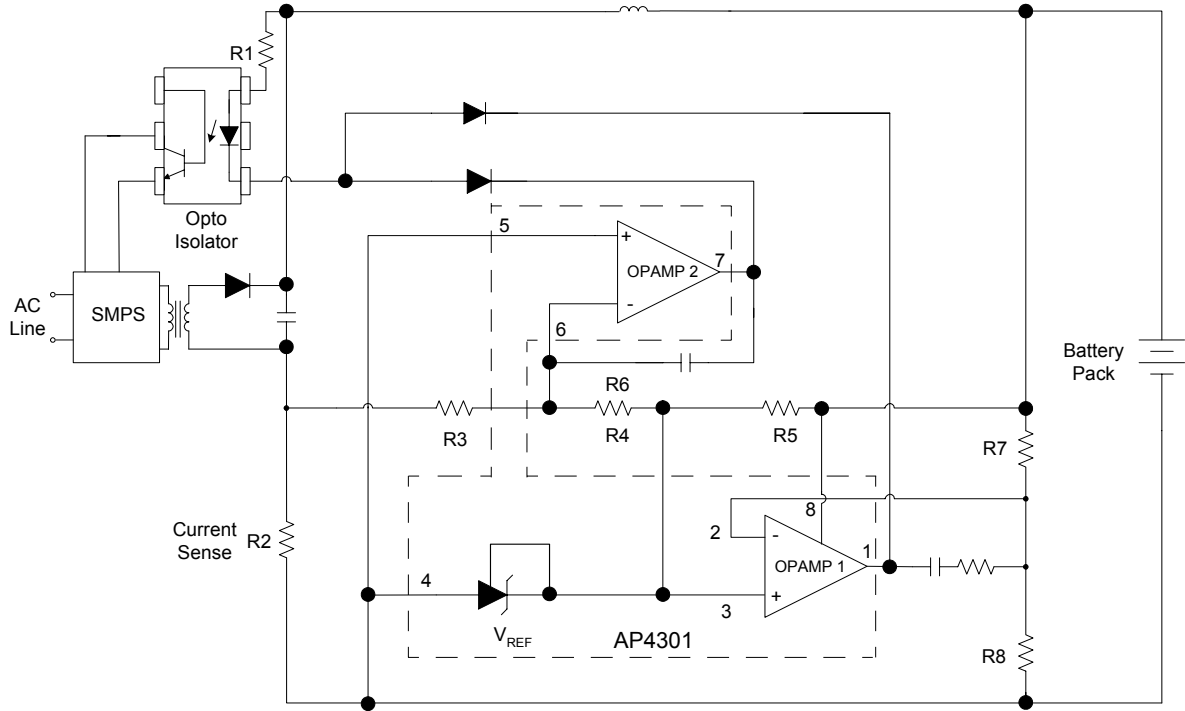 R1
Opto
Isolator
5
+
OPAMP 2
7
-
6
AC
Line
SMPS
Battery
Pack
R6
R3
R4
R5
R7
Current
Sense
R2
8
2
-
OPAMP 1
1
4
+
3
VREF
AP4301
R8